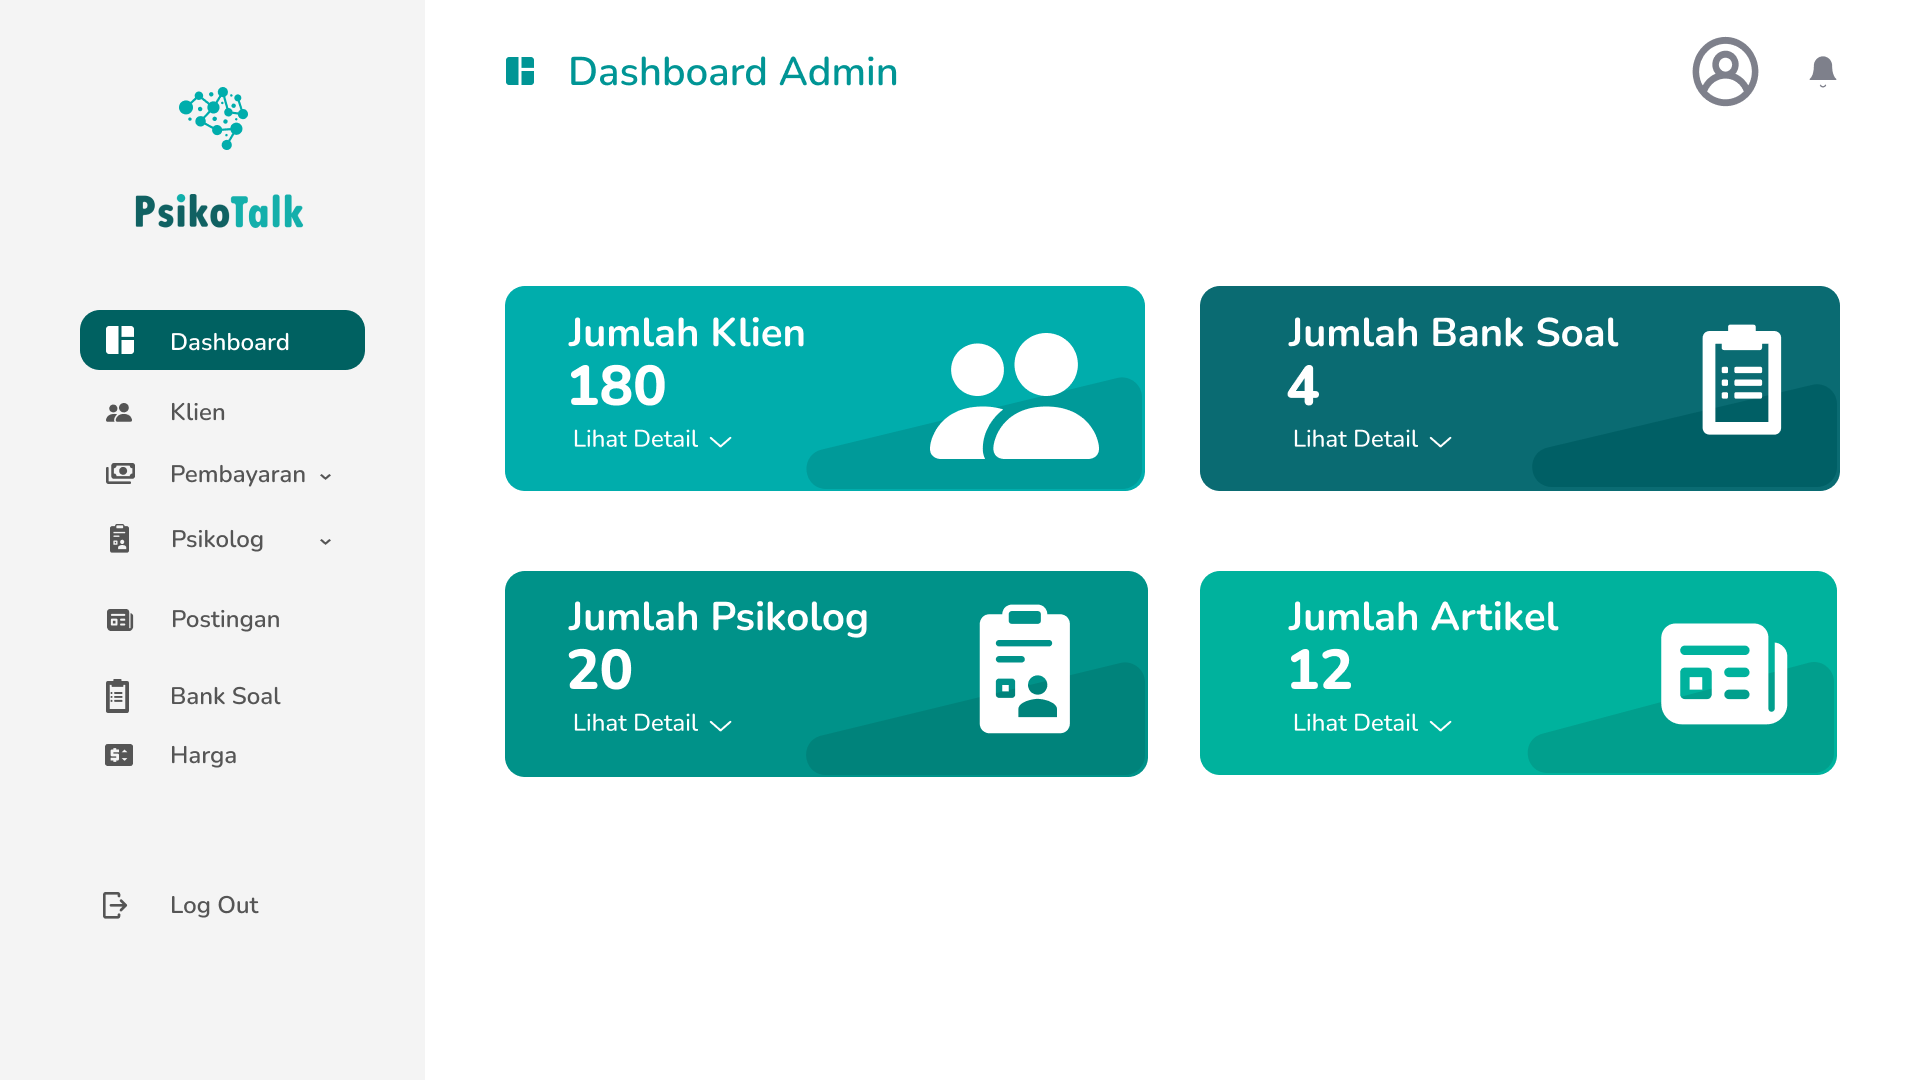 PsikoTalk
Dashboard
Klien
Pembayaran
Psikolog
Postingan
Bank Soal
Harga
Log Out
Dashboard Admin
Jumlah Klien
180
Lihat Detail
Jumlah Bank Soal
4
Lihat Detail
Jumlah Psikolog
20
Lihat Detail
Jumlah Artikel
12
Lihat Detail